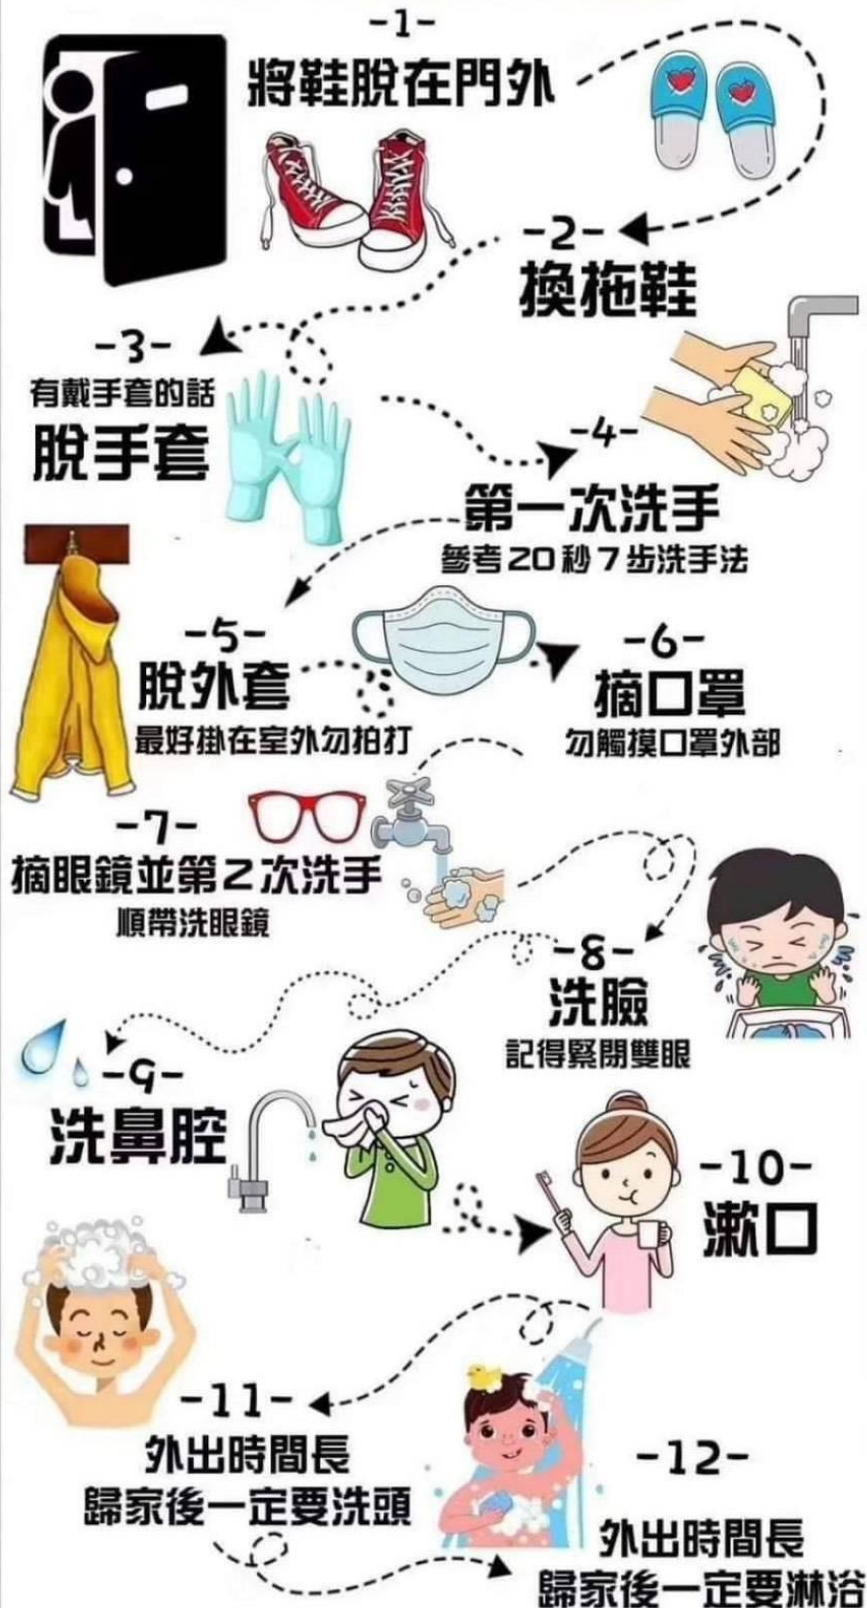 -1-
將鞋脫在門外
-2-
換拖鞋
-3-
有戴手套的話
脫手套
-4-
第一次洗手
參考20秒7步洗手法
-5-
脫外套
最好掛在室外勿拍打
-6-
摘口罩
勿觸摸口罩外部
-7-
摘眼鏡並第2次洗手
順帶洗眼鏡
-8-
洗臉
記得緊閉雙眼
-9-
洗鼻腔
-10-
漱口
-11-
外出時間長
歸家後一定要洗頭
-12-
外出時間長
歸家後一定要淋浴